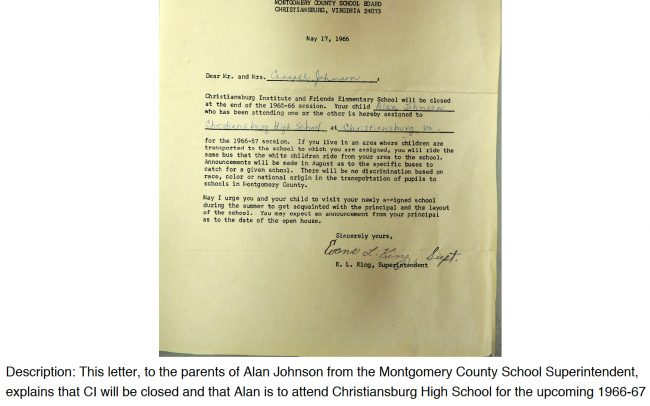 MONTGOMERY COUNTY SCHOOL BOARD
CHRISTIANSBURG, VIRGINIA 24073
May 17, 1966
Dear Mr. and Mrs. Carroll Johnson :
Christiansburg Institute and Friends Elementary School will be closed
at the end of the 1965-66 session. Your child Alan Johnson
who has been attending one or the other is hereby assigned to
Christiansburg High School at Christiansburg Va.
for the 1966-67 session. If you live in an area where children are
transported to the school to which you are assigned, you will ride the
same bus that the white children ride from your area to the school.
Announcements will be made in August as to the specific buses to
catch for a given school. There will be no discrimination based on
race, color or national origin in the transportation of pupils to
schools in Montgomery County.
May I urge you and your child to visit your newly assigned school
during the summer to get acquainted with the principal and the layout
of the school. You may expect an announcement from your principal
as to the date of the open house.
Sincerely yours,
Evans L. King, Supt.
E. L. King, Superintendent
Description: This letter, to the parents of Alan Johnson from the Montgomery County School Superintendent,
explains that CI will be closed and that Alan is to attend Christiansburg High School for the upcoming 1966-67